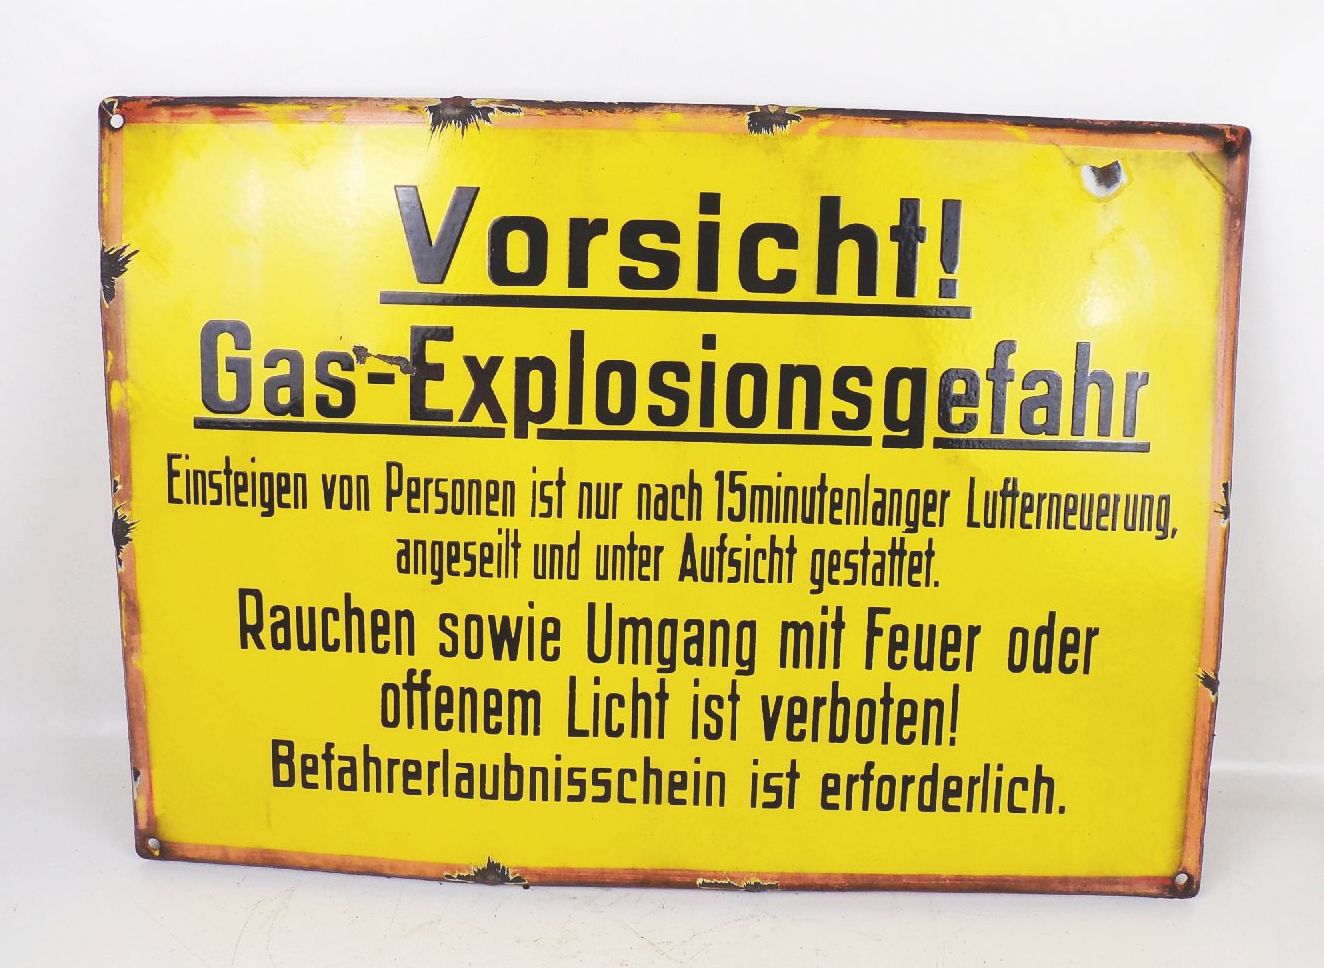 Vorsicht!
Gas-Explosionsgefahr
Einsteigen von Personen ist nur nach 15minutenlanger Lufterneuerung,
angeseilt und unter Aufsicht gestattet.
Rauchen sowie Umgang mit Feuer oder
offenem Licht ist verboten!
Befahrerlaubnisschein ist erforderlich.